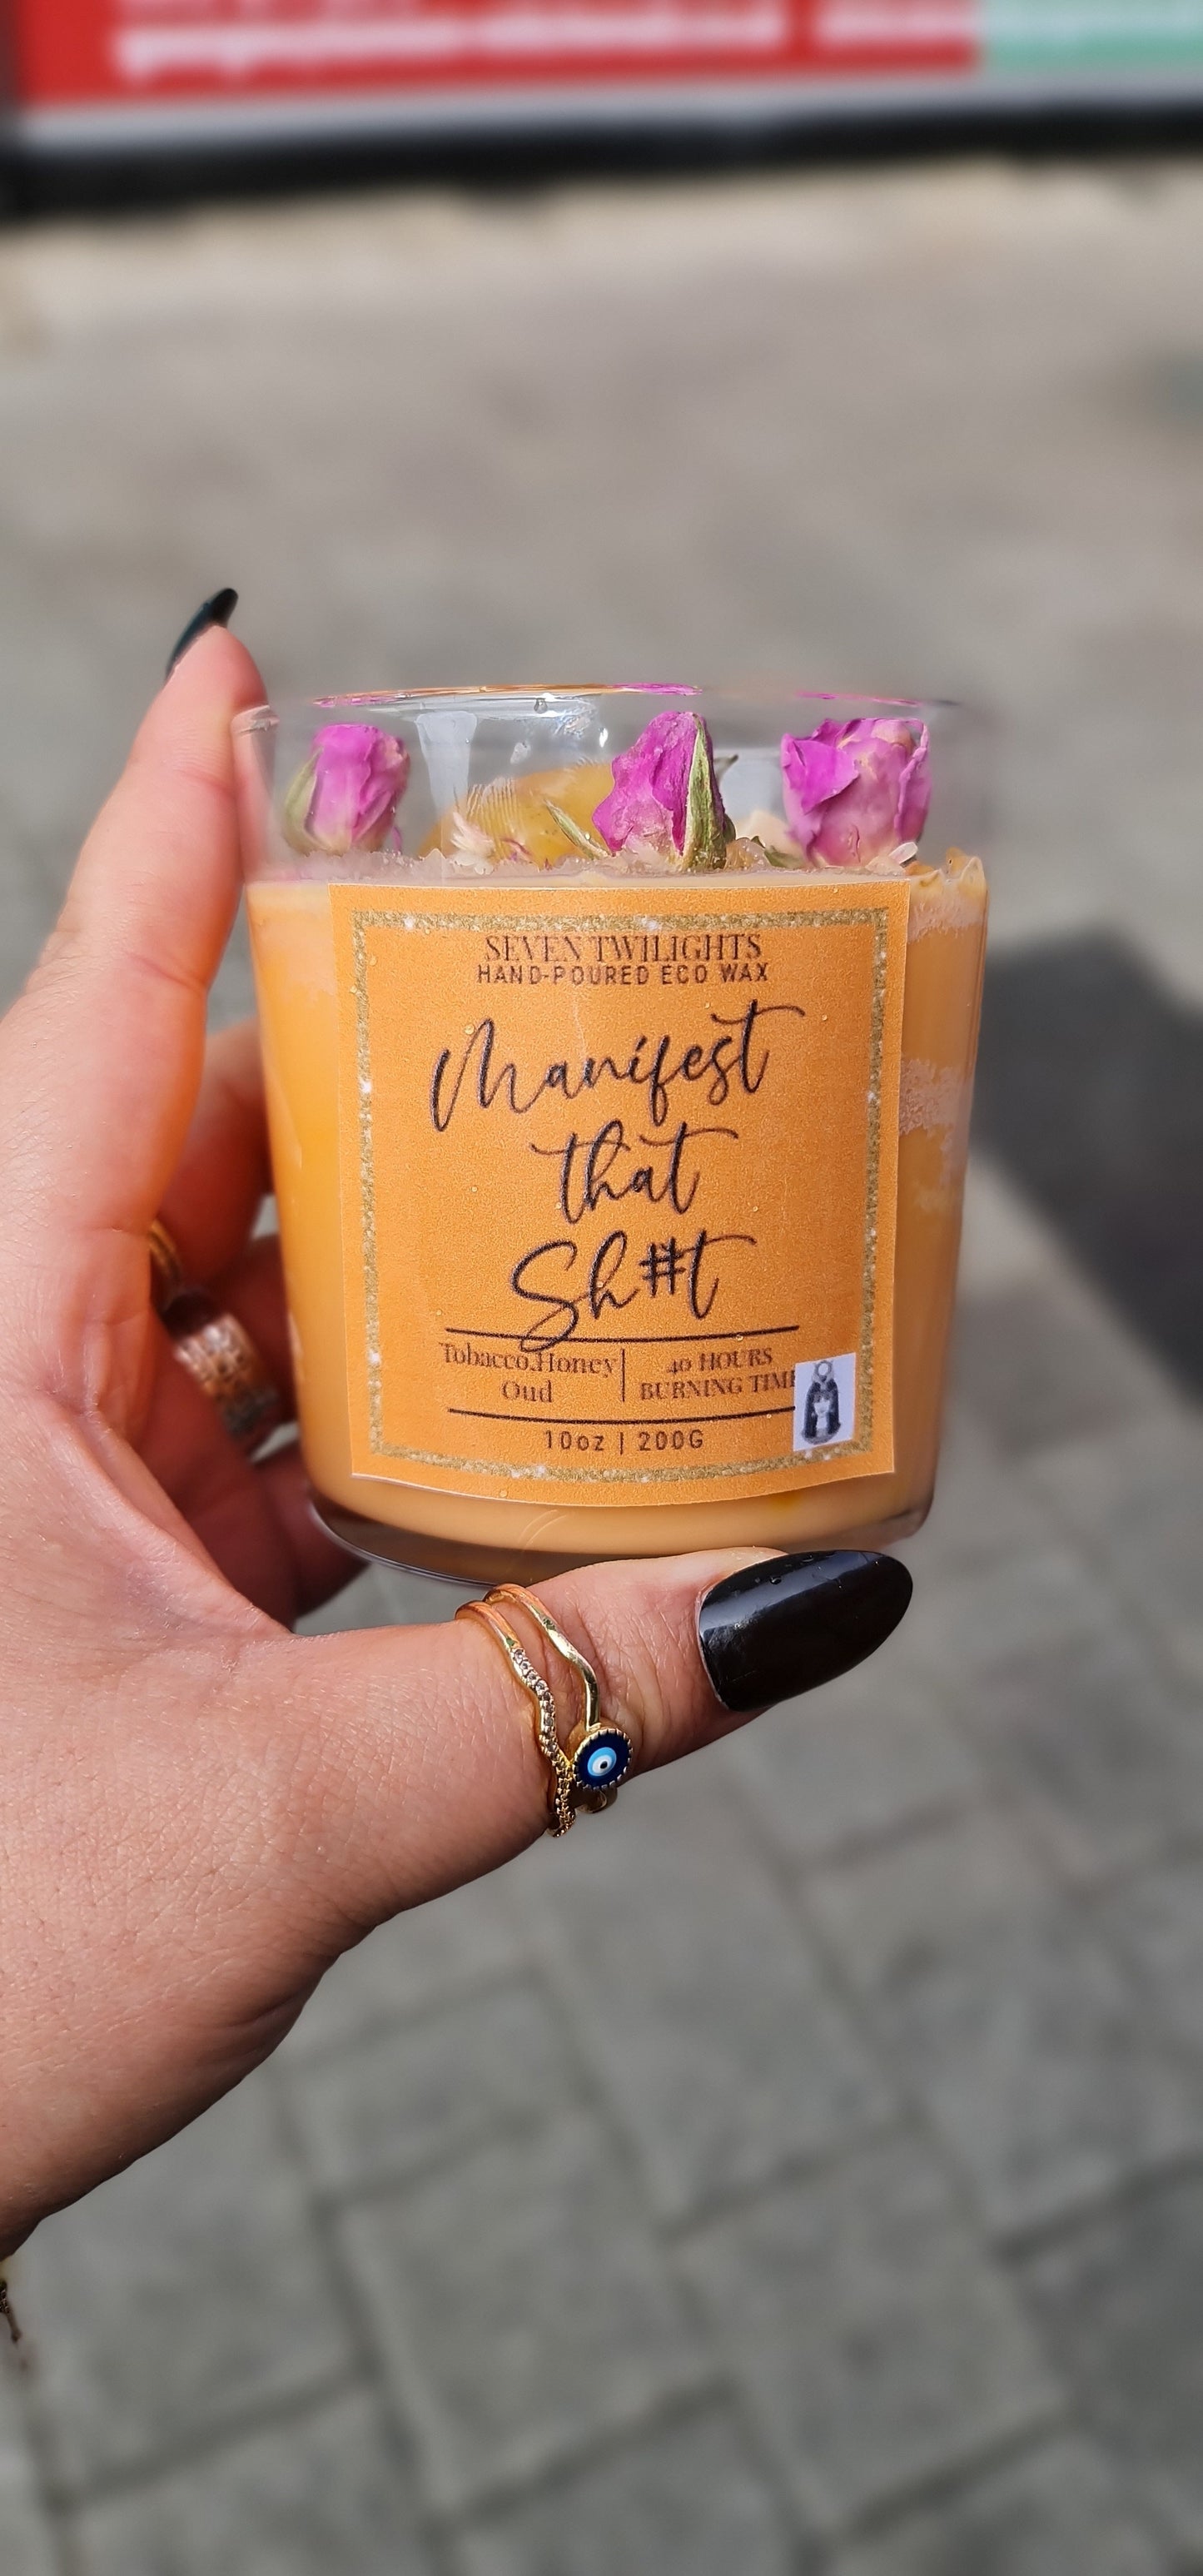 SEVEN TWILIGHTS
HAND-POURED ECO WAX
Manifest
that
Sh#t
Tobacco,Honey
Oud
40 HOURS
BURNING TIME
10oz | 200G